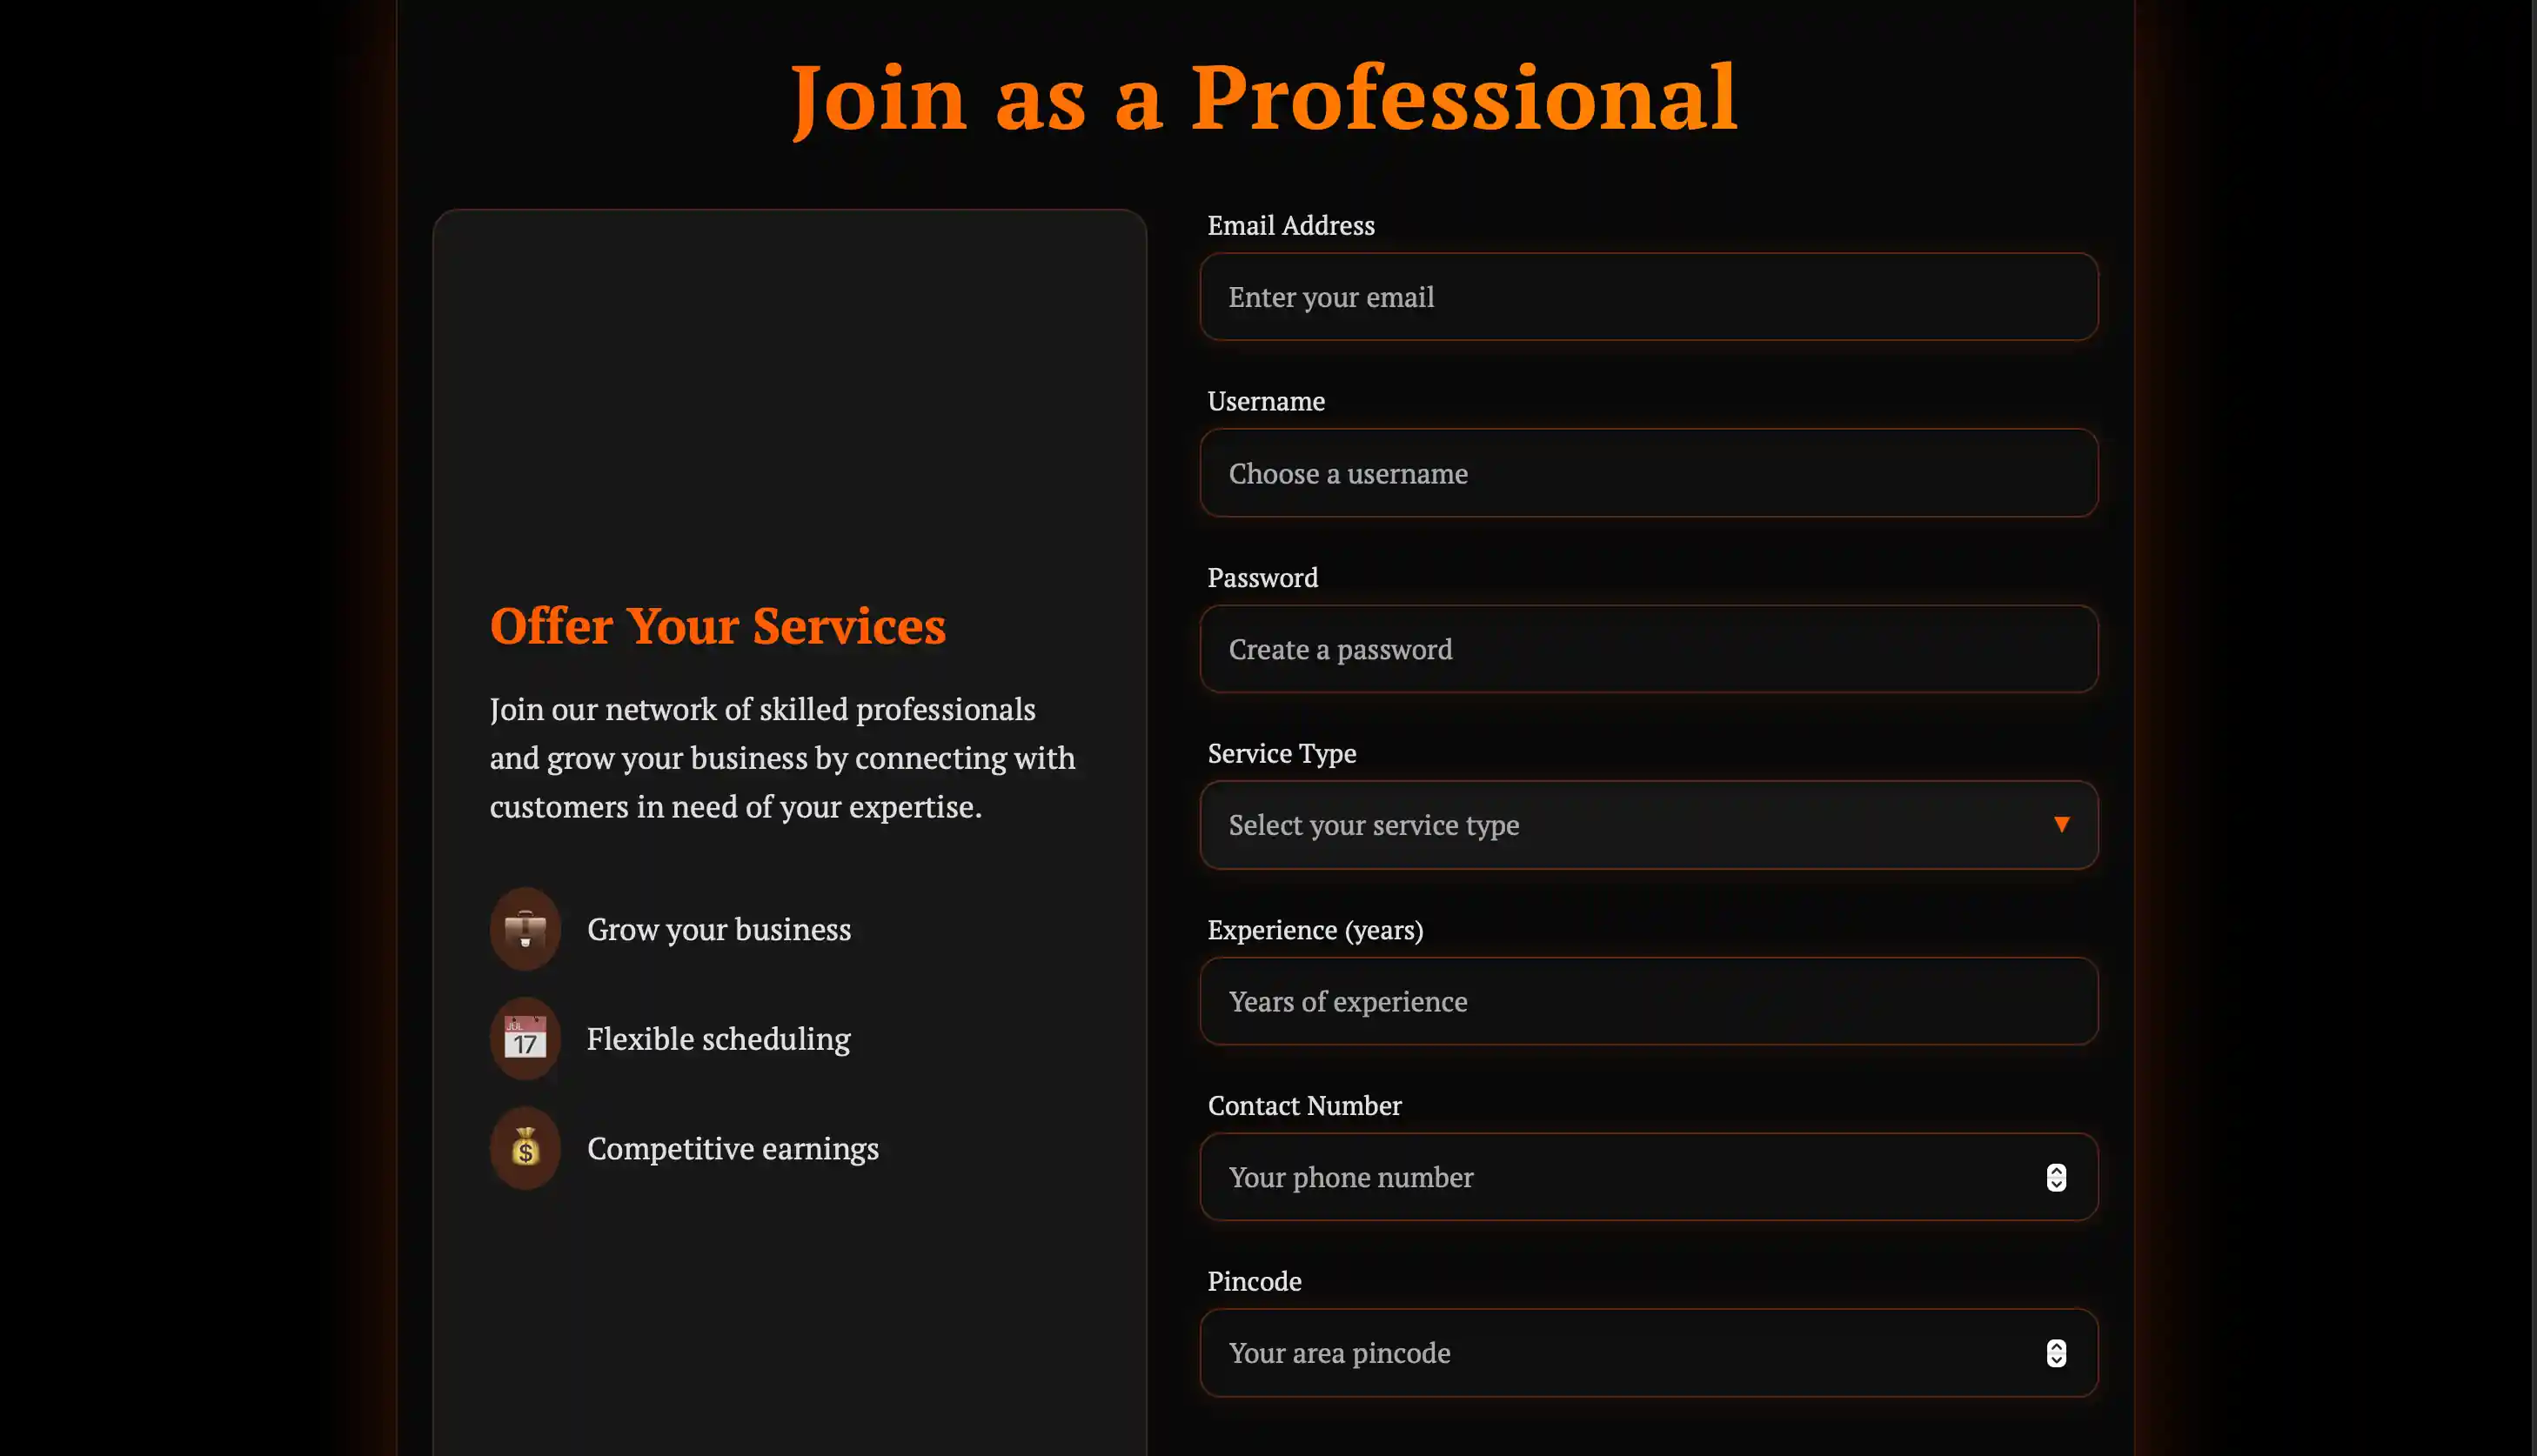 Join as a Professional
Offer Your Services
Join our network of skilled professionals
and grow your business by connecting with
customers in need of your expertise.
Grow your business
JUL
17
Flexible scheduling
$
Competitive earnings
Email Address
Enter your email
Username
Choose a username
Password
Create a password
Service Type
Select your service type
Experience (years)
Years of experience
Contact Number
Your phone number
Pincode
Your area pincode